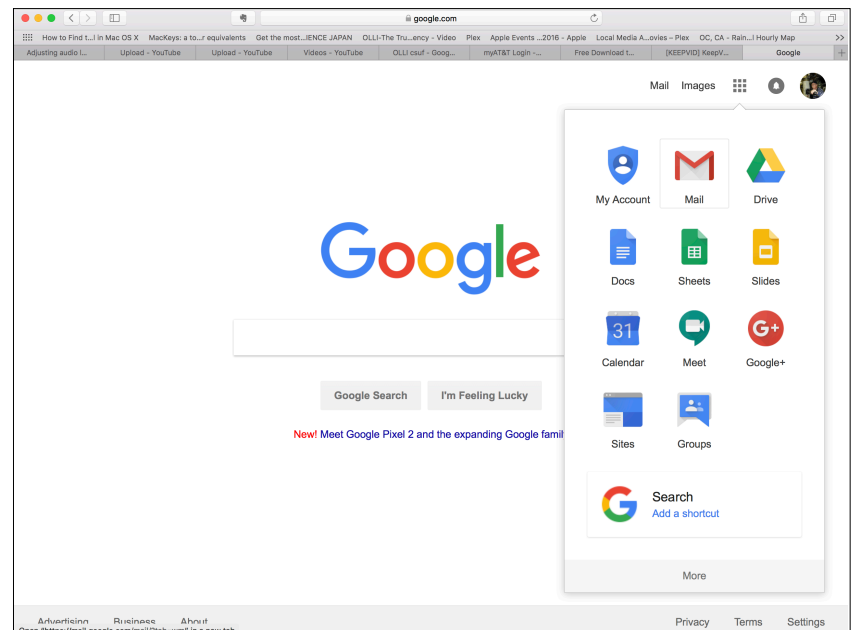 google.com
How to Find t...l in Mac OS X MacKeys: a to...r equivalents Get the most...IENCE JAPAN OLLI-The Tru...ency - Video Plex Apple Events ...2016 - Apple Local Media A...ovies – Plex OC, CA - Rain...l Hourly Map >>
Adjusting audio l... Upload - YouTube Upload - YouTube Videos - YouTube OLLI csuf - Goog... myAT&T Login -... Free Download t... [KEEPVID] KeepV... Google +
Mail Images
My Account Mail Drive
Google
Docs Sheets Slides
31 G+
Calendar Meet Google+
Google Search I'm Feeling Lucky
New! Meet Google Pixel 2 and the expanding Google famil
Sites Groups
G Search
Add a shortcut
More
Advertising Business About Privacy Terms Settings